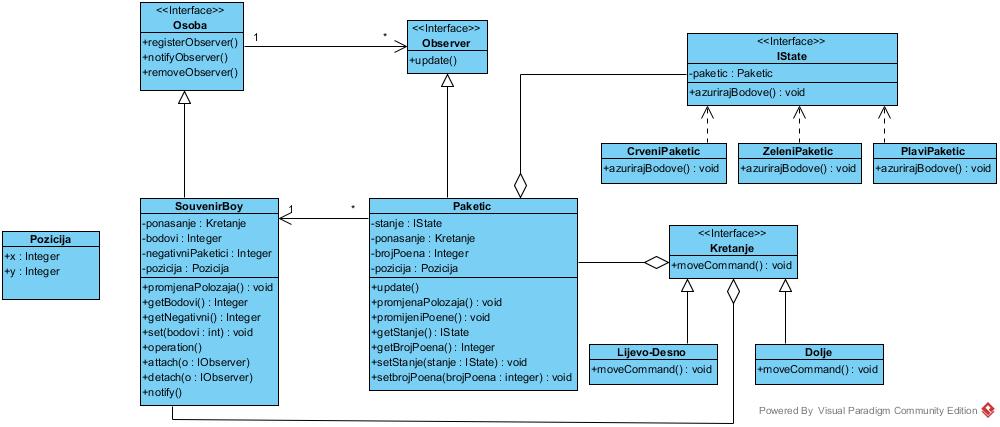 <<Interface>>
Osoba
+registerObserver()
+notifyObserver()
+removeObserver()
1
*
<<Interface>>
Observer
+update()
<<Interface>>
IState
-paketic : Paketic
+azurirajBodove() : void
CrveniPaketic
+azurirajBodove() : void
ZeleniPaketic
+azurirajBodove() : void
PlaviPaketic
+azurirajBodove() : void
Pozicija
+x : Integer
+y : Integer
SouvenirBoy
-ponasanje : Kretanje
-bodovi : Integer
-negativniPaketici : Integer
-pozicija : Pozicija
+promjenaPolozaja() : void
+getBodovi() : Integer
+getNegativni() : Integer
+set(bodovi : int) : void
+operation()
+attach(o : IObserver)
+detach(o : IObserver)
+notify()
1
*
Paketic
-stanje : IState
-ponasanje : Kretanje
-brojPoena : Integer
-pozicija : Pozicija
+update()
+promjenaPolozaja() : void
+promijeniPoene() : void
+getStanje() : IState
+getBrojPoena() : Integer
+setStanje(stanje : IState) : void
+setbrojPoena(brojPoena : integer) : void
<<Interface>>
Kretanje
+moveCommand() : void
Lijevo-Desno
+moveCommand() : void
Dolje
+moveCommand() : void
Powered By Visual Paradigm Community Edition